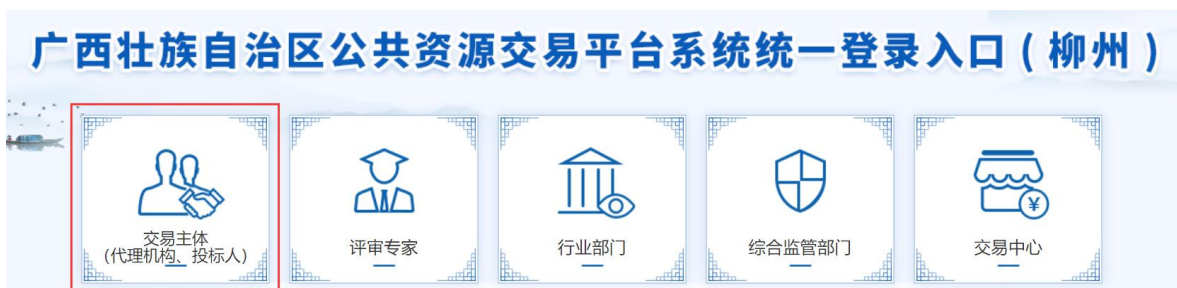 广西壮族自治区公共资源交易平台系统统一登录入口（柳州）
交易主体
（代理机构、投标人）
评审专家
行业部门
综合监管部门
交易中心
¥